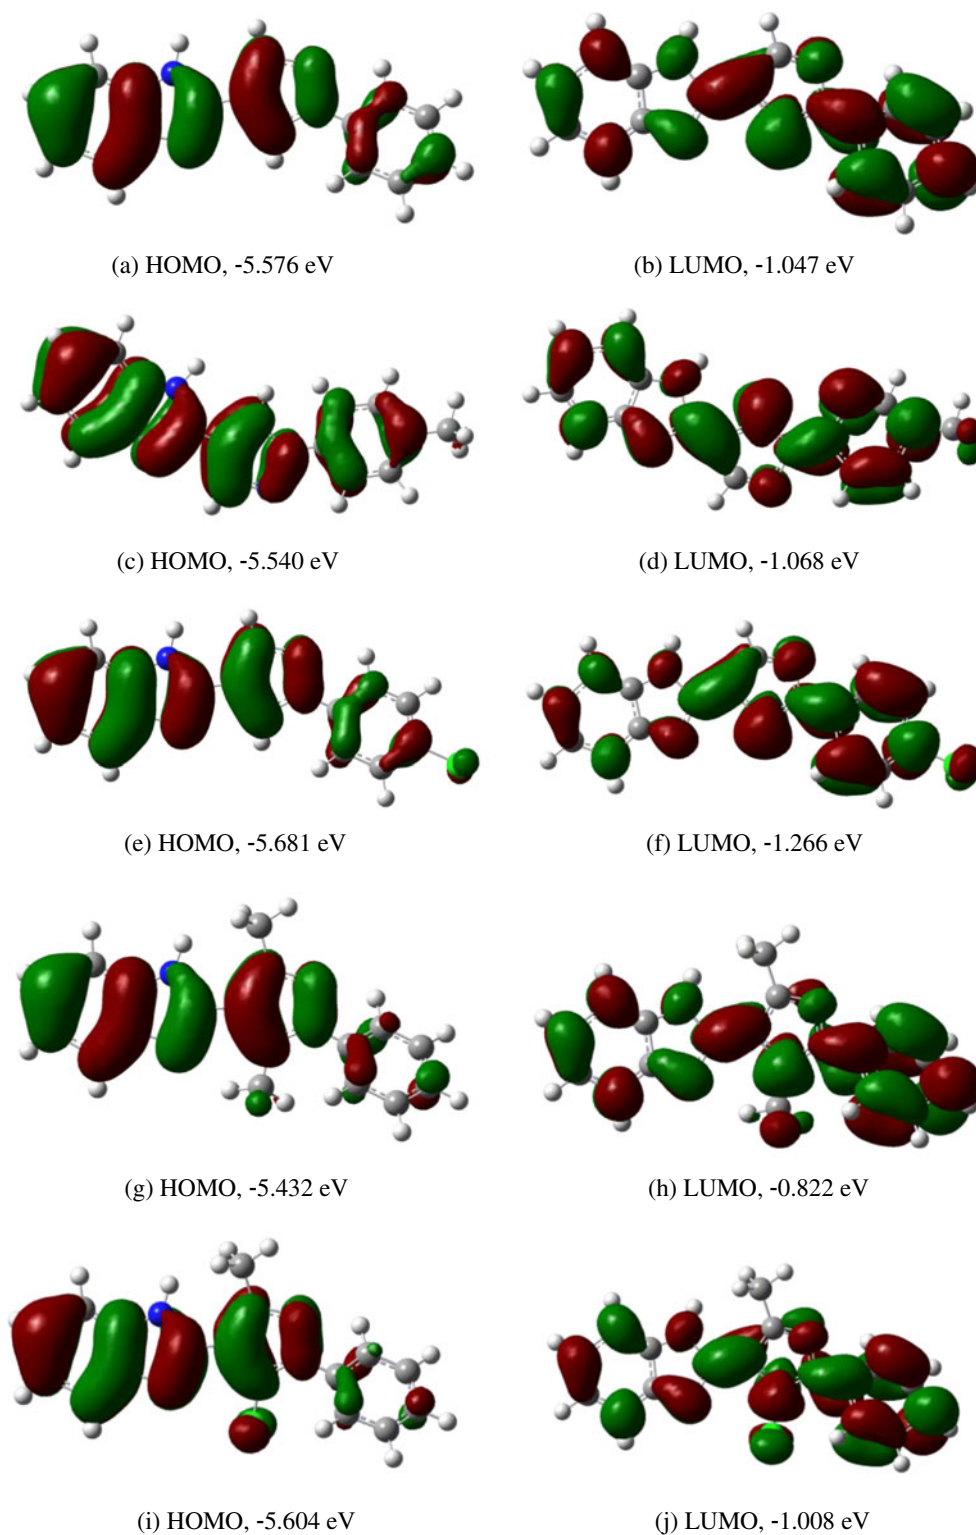 (a) HOMO, -5.576 eV
(b) LUMO, -1.047 eV
(c) HOMO, -5.540 eV
(d) LUMO, -1.068 eV
(e) HOMO, -5.681 eV
(f) LUMO, -1.266 eV
(g) HOMO, -5.432 eV
(h) LUMO, -0.822 eV
(i) HOMO, -5.604 eV
(j) LUMO, -1.008 eV